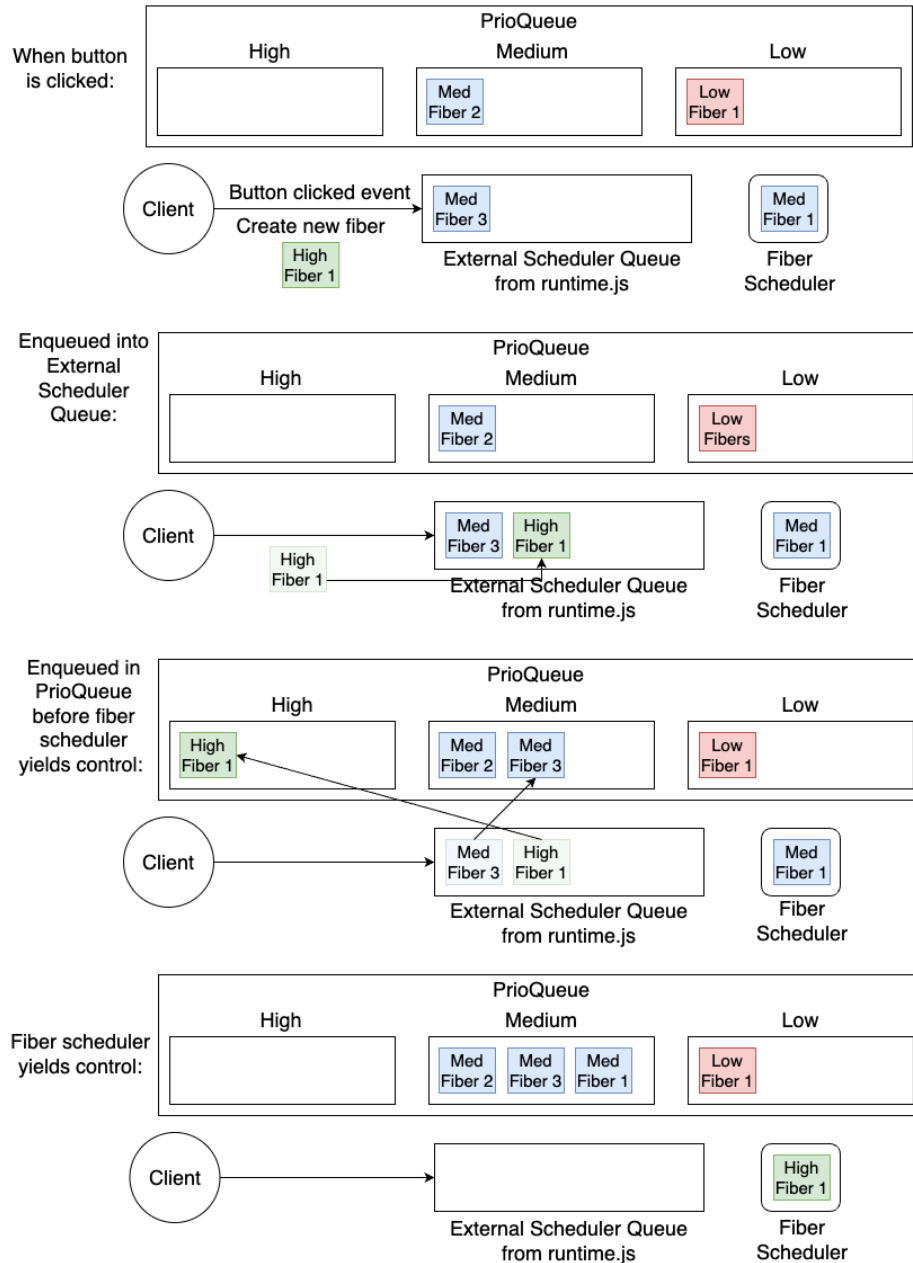 PrioQueue
When button
is clicked:
High
Medium
Low
Med
Fiber 2
Low
Fiber 1
Client
Button clicked event
Create new fiber
High
Fiber 1
Med
Fiber 3
External Scheduler Queue
from runtime.js
Med
Fiber 1
Fiber
Scheduler
Enqueued into
External
Scheduler
Queue:
PrioQueue
High
Medium
Low
Med
Fiber 2
Low
Fibers
Client
High
Fiber 1
Med
Fiber 3
High
Fiber 1
External Scheduler Queue
from runtime.js
Med
Fiber 1
Fiber
Scheduler
Enqueued in
PrioQueue
before fiber
scheduler
yields control:
PrioQueue
High
Medium
Low
High
Fiber 1
Med
Fiber 2
Med
Fiber 3
Low
Fiber 1
Client
Med
Fiber 3
High
Fiber 1
External Scheduler Queue
from runtime.js
Med
Fiber 1
Fiber
Scheduler
Fiber scheduler
yields control:
PrioQueue
High
Medium
Low
Med
Fiber 2
Med
Fiber 3
Med
Fiber 1
Low
Fiber 1
Client
External Scheduler Queue
from runtime.js
High
Fiber 1
Fiber
Scheduler